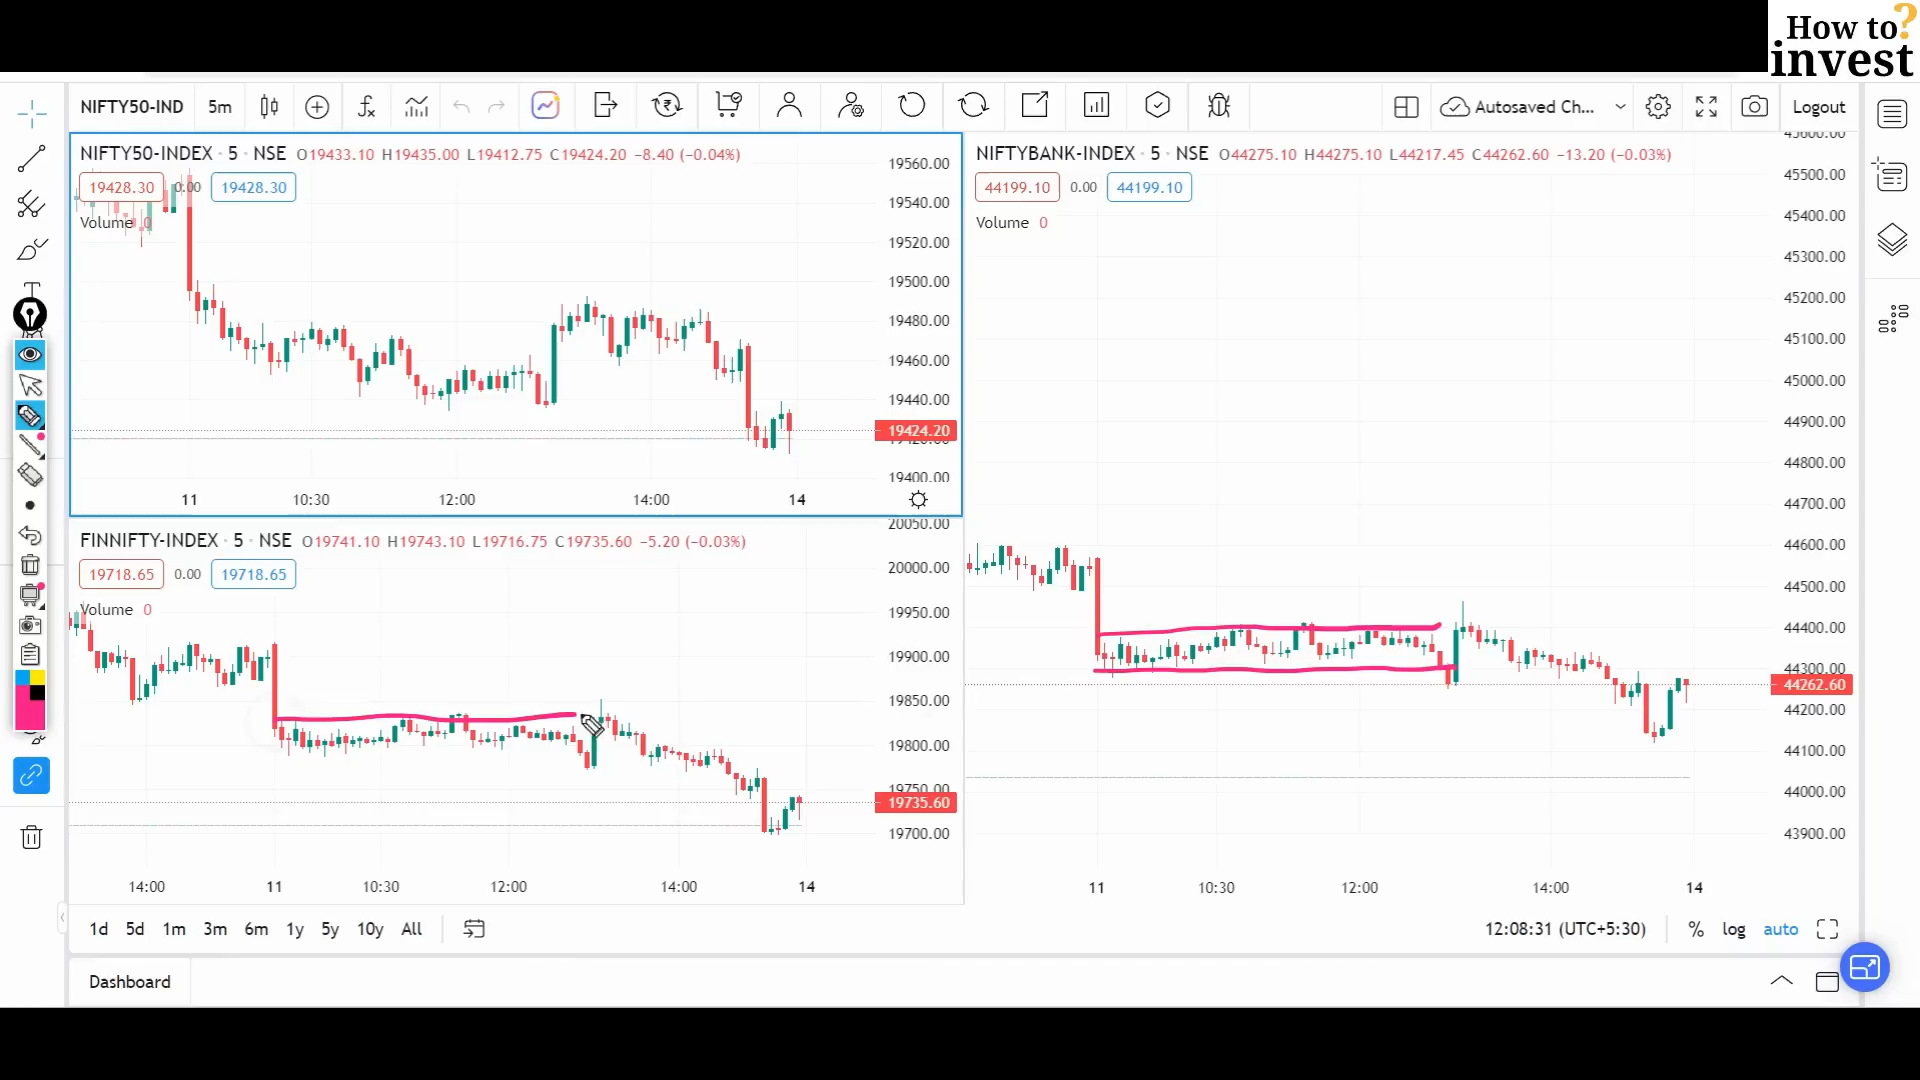 How to?
invest
NIFTY50-IND
5m
Autosaved Ch...
Logout
NIFTY50-INDEX · 5 · NSE O19433.10 H19435.00 L19412.75 C19424.20 −8.40 (−0.04%)
19428.30 0.00 19428.30
Volume 0
19560.00
19540.00
19520.00
19500.00
19480.00
19460.00
19440.00
19424.20
19400.00
11 10:30 12:00 14:00 14
NIFTYBANK-INDEX · 5 · NSE O44275.10 H44275.10 L44217.45 C44262.60 −13.20 (−0.03%)
44199.10 0.00 44199.10
Volume 0
45600.00
45500.00
45400.00
45300.00
45200.00
45100.00
45000.00
44900.00
44800.00
44700.00
44600.00
44500.00
44400.00
44300.00
44262.60
44200.00
44100.00
44000.00
43900.00
11 10:30 12:00 14:00 14
FINNIFTY-INDEX · 5 · NSE O19741.10 H19743.10 L19716.75 C19735.60 −5.20 (−0.03%)
19718.65 0.00 19718.65
Volume 0
20050.00
20000.00
19950.00
19900.00
19850.00
19800.00
19750.00
19735.60
19700.00
14:00 11 10:30 12:00 14:00 14
1d 5d 1m 3m 6m 1y 5y 10y All
12:08:31 (UTC+5:30) % log auto
Dashboard